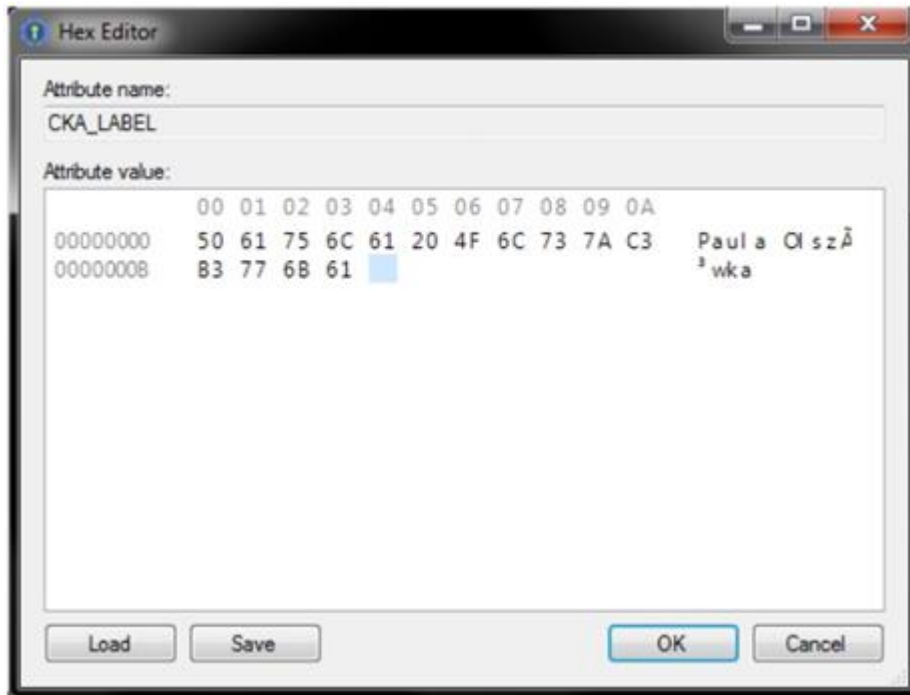 Hex Editor
Attribute name:
CKA_LABEL
Attribute value:
00 01 02 03 04 05 06 07 08 09 0A
00000000 50 61 75 6C 61 20 4F 6C 73 7A C3 Paula OlszÃ
0000000B B3 77 6B 61 ³wka
Load Save OK Cancel